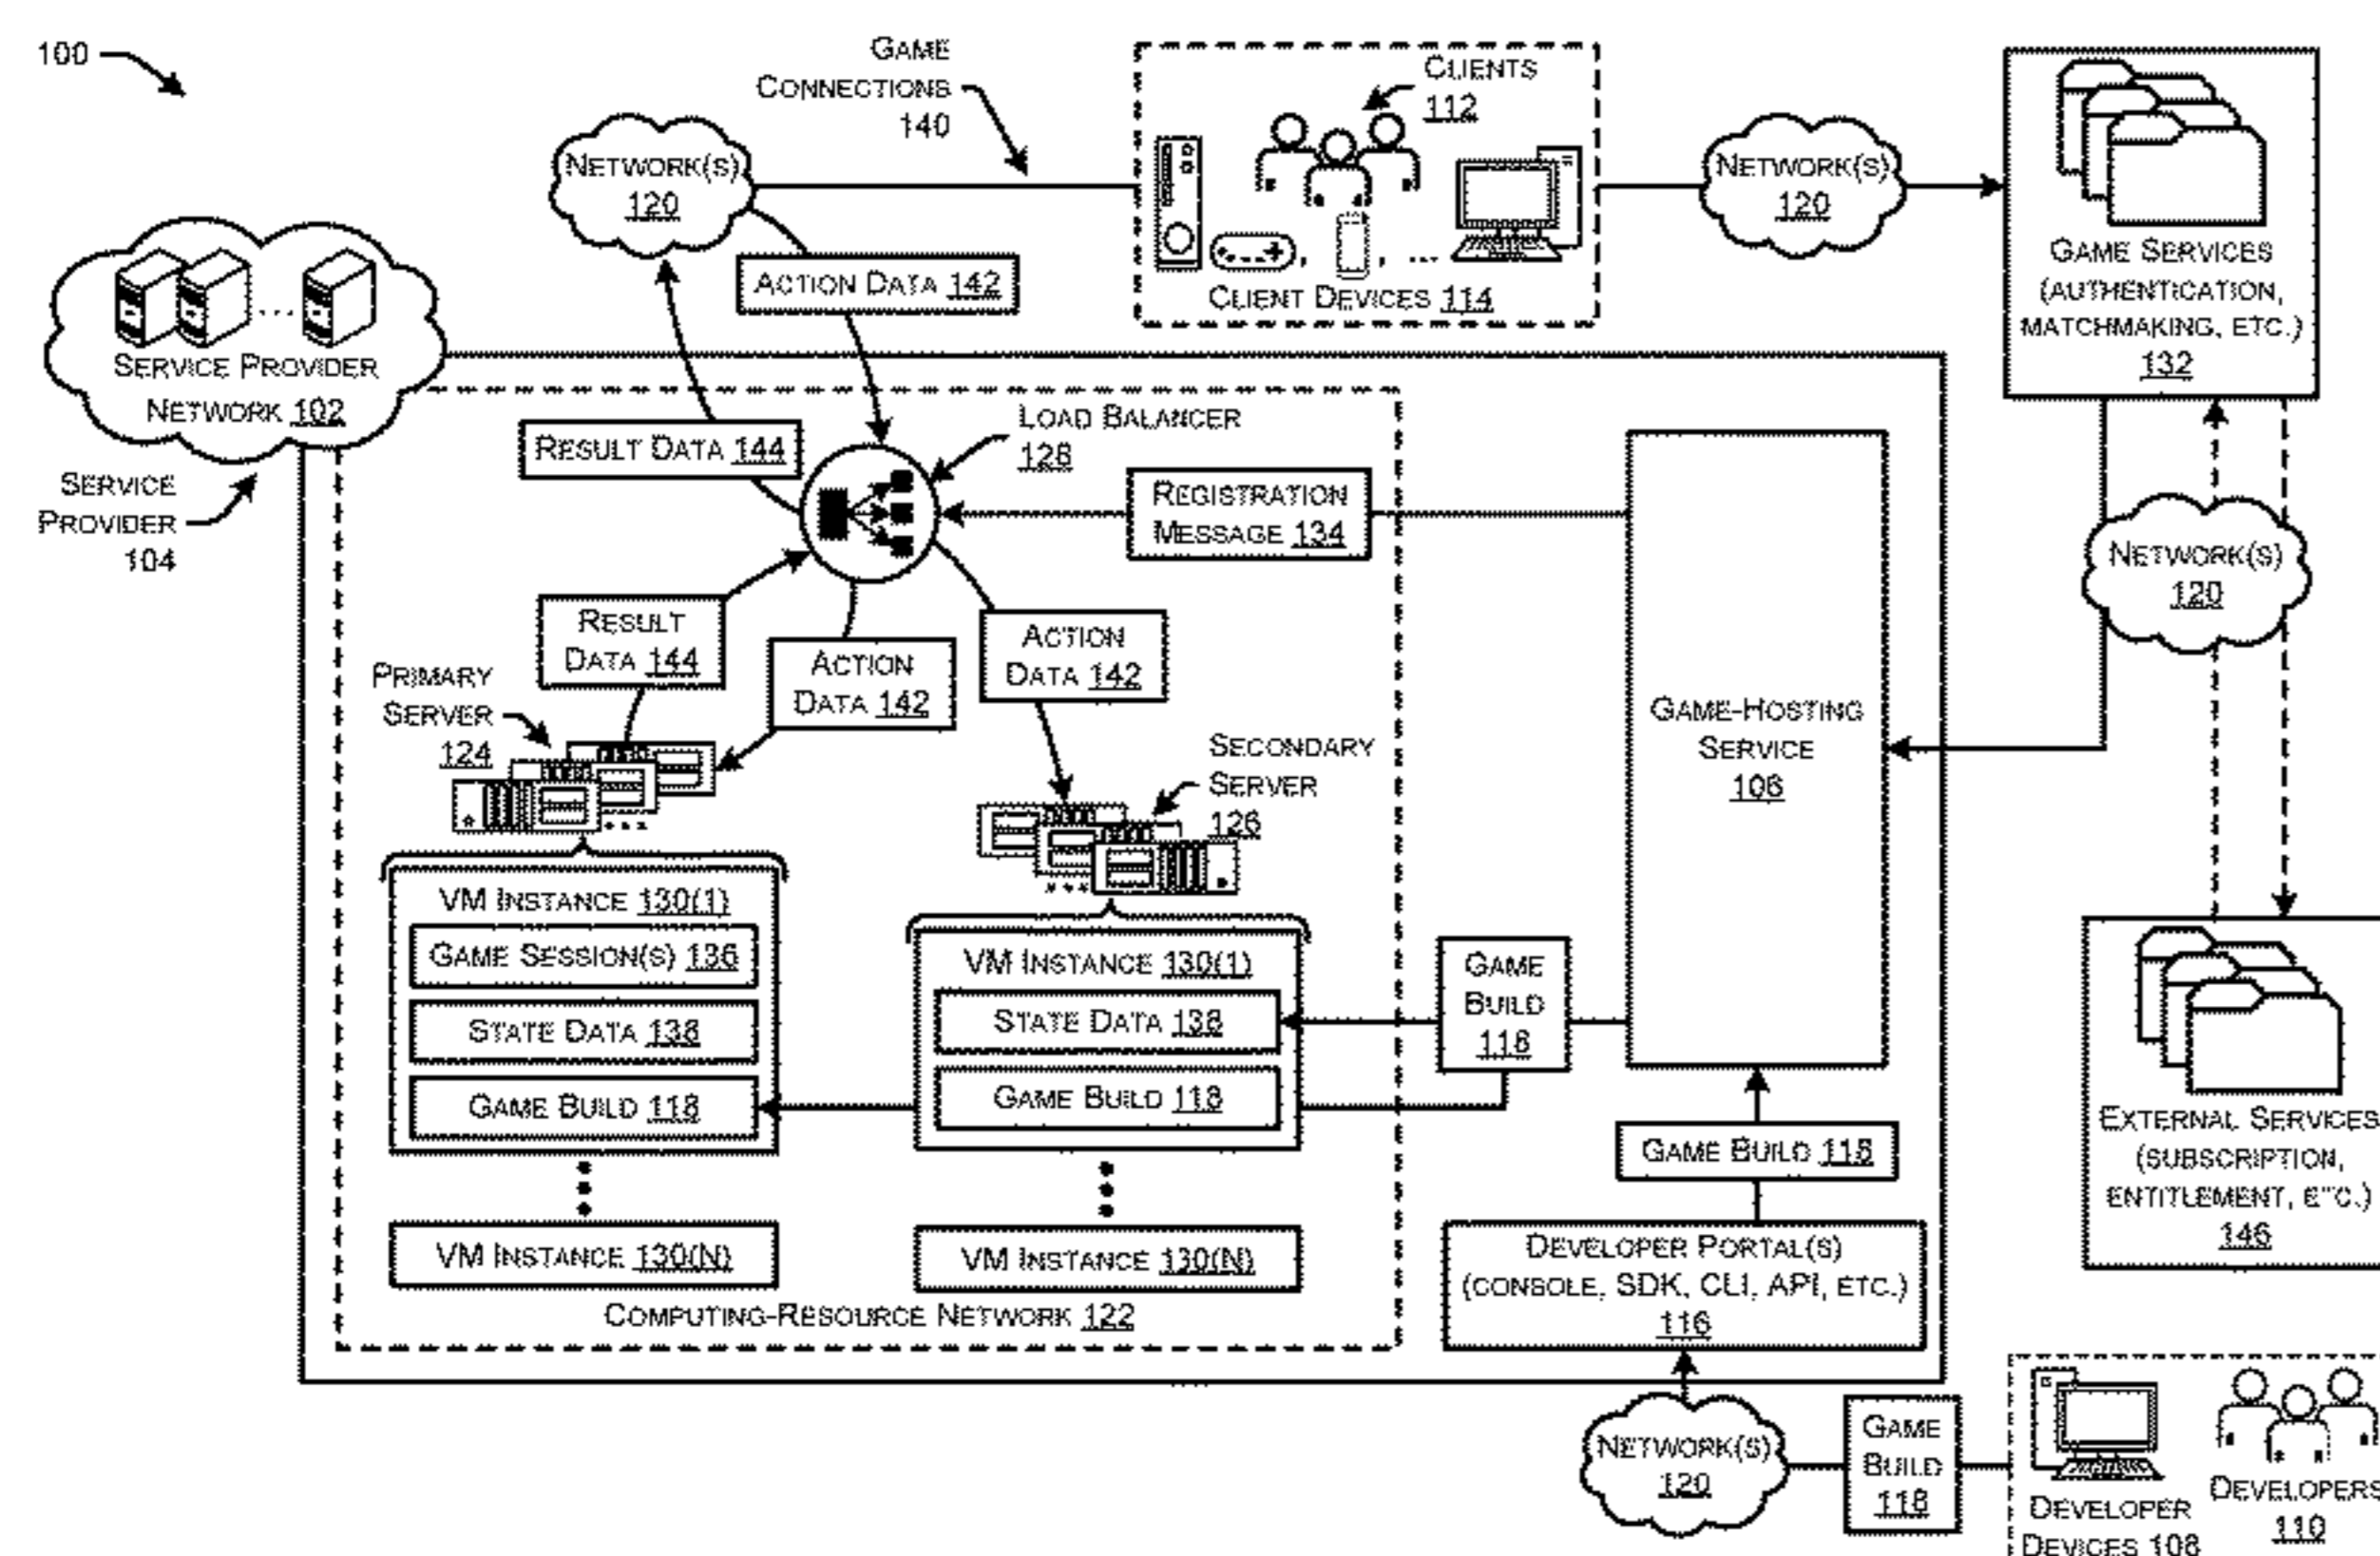 100
GAME
CONNECTIONS
140
CLIENTS
112
NETWORK(S)
120
NETWORK(S)
120
ACTION DATA 142
CLIENT DEVICES 114
GAME SERVICES
(AUTHENTICATION,
MATCHMAKING, ETC.)
132
SERVICE PROVIDER
NETWORK 102
SERVICE
PROVIDER
104
RESULT DATA 144
LOAD BALANCER
128
REGISTRATION
MESSAGE 134
NETWORK(S)
120
RESULT
DATA 144
ACTION
DATA 142
ACTION
DATA 142
PRIMARY
SERVER
124
SECONDARY
SERVER
126
GAME-HOSTING
SERVICE
106
VM INSTANCE 130(1)
GAME SESSION(S) 136
STATE DATA 138
GAME BUILD 118
VM INSTANCE 130(N)
VM INSTANCE 130(1)
STATE DATA 138
GAME BUILD 118
VM INSTANCE 130(N)
GAME
BUILD
118
GAME BUILD 118
DEVELOPER PORTAL(S)
(CONSOLE, SDK, CLI, API, ETC.)
116
COMPUTING-RESOURCE NETWORK 122
EXTERNAL SERVICES
(SUBSCRIPTION,
ENTITLEMENT, ETC.)
146
NETWORK(S)
120
GAME
BUILD
118
DEVELOPER
DEVICES 108
DEVELOPERS
110